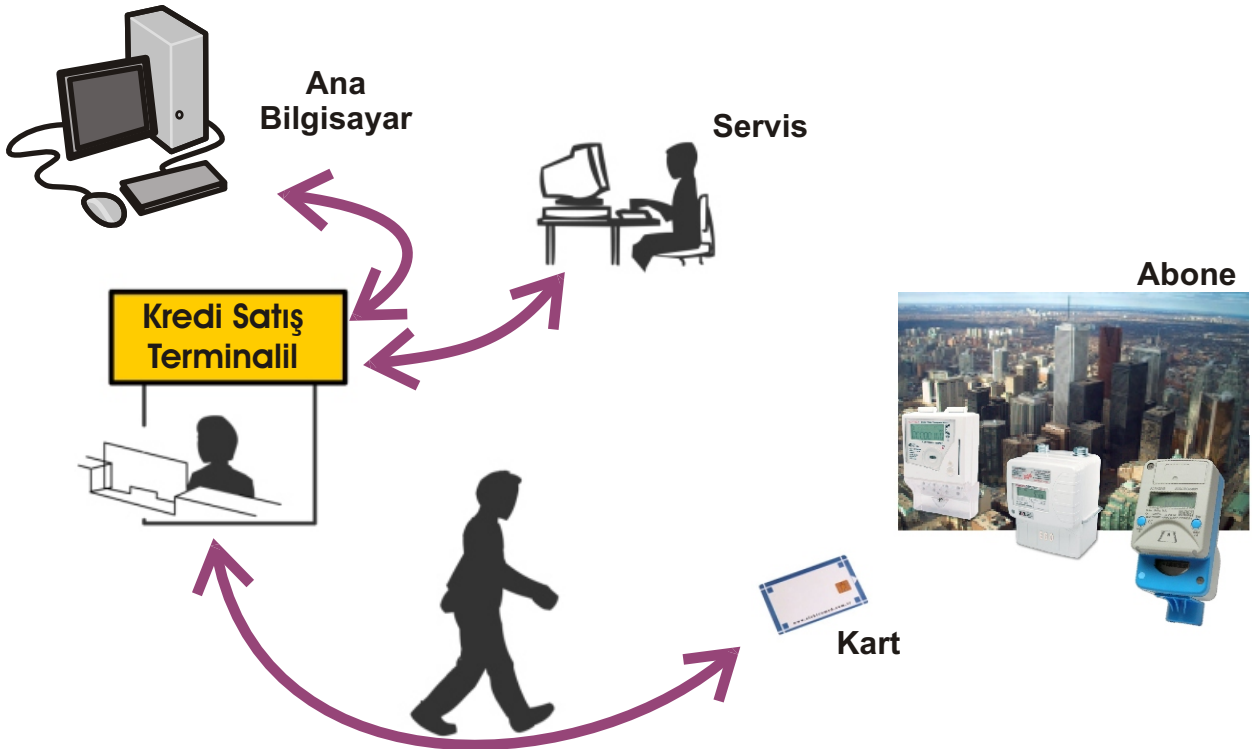 Ana
Bilgisayar
Servis
Abone
Kredi Satış
Terminalil
Kart